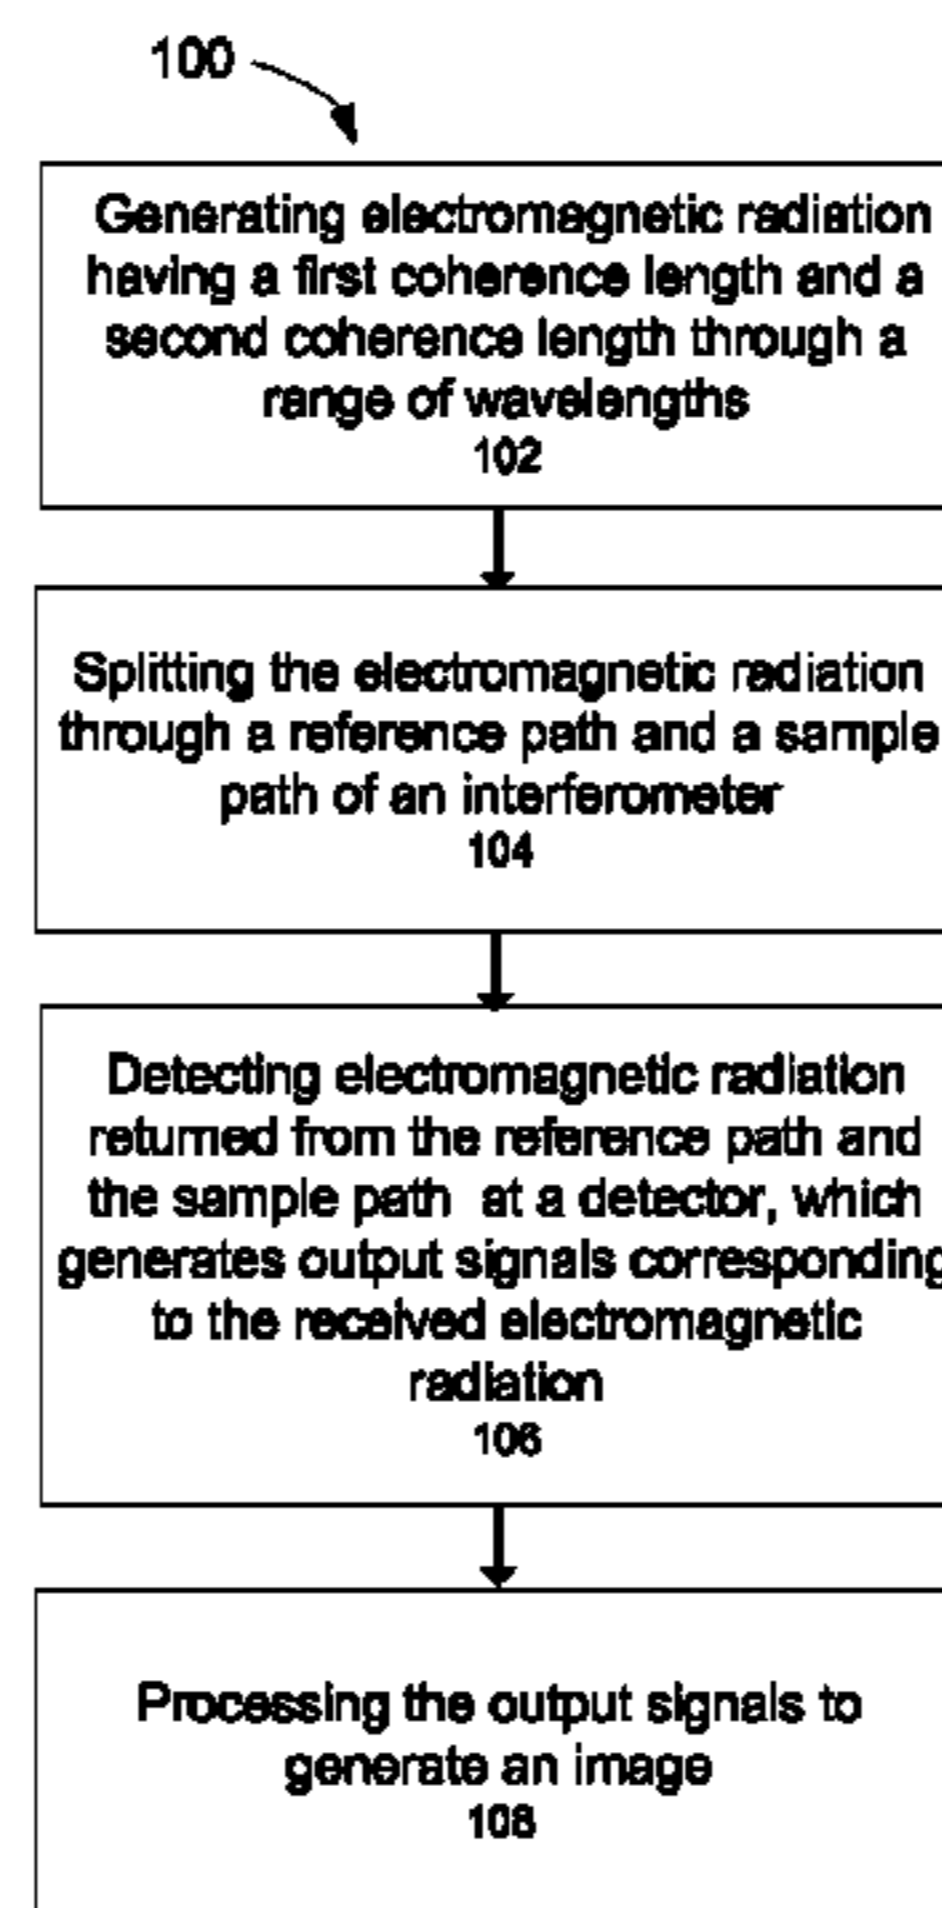 100
Generating electromagnetic radiation
having a first coherence length and a
second coherence length through a
range of wavelengths
102
Splitting the electromagnetic radiation
through a reference path and a sample
path of an interferometer
104
Detecting electromagnetic radiation
returned from the reference path and
the sample path at a detector, which
generates output signals corresponding
to the received electromagnetic
radiation
106
Processing the output signals to
generate an image
108